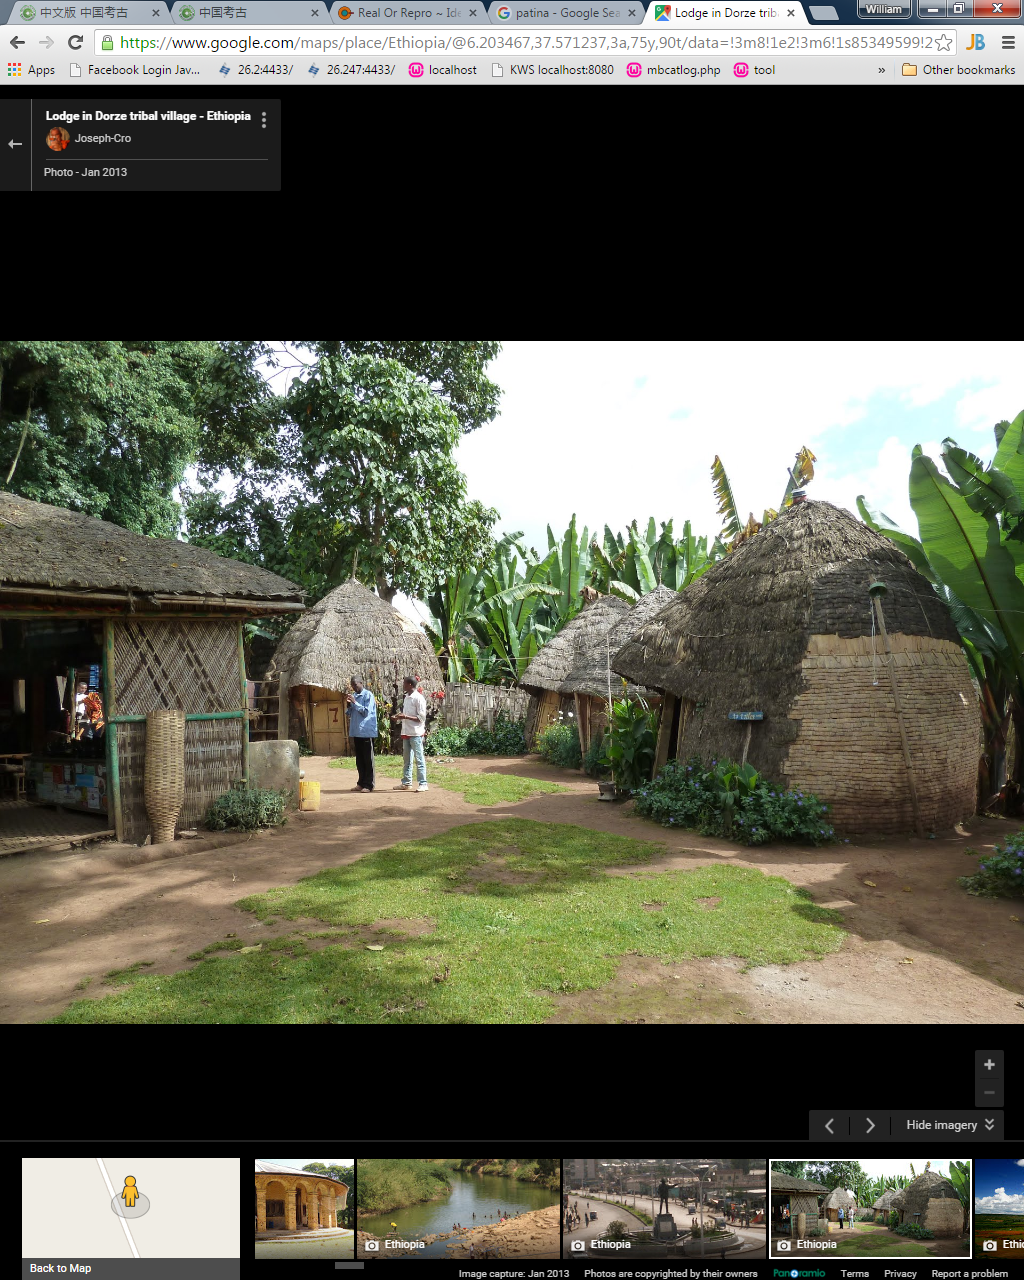 中文版 中国考古
中国考古
Real Or Repro ~ Ide
patina - Google Sea
Lodge in Dorze trib
William
https://www.google.com/maps/place/Ethiopia/@6.203467,37.571237,3a,75y,90t/data=!3m8!1e2!3m6!1s85349599!2
JB
Apps
Facebook Login Jav...
26.2:4433/
26.247:4433/
localhost
KWS localhost:8080
mbcatlog.php
tool
»
Other bookmarks
Lodge in Dorze tribal village - Ethiopia
Joseph-Cro
Photo - Jan 2013
7
Hide imagery
Ethiopia
Ethiopia
Ethiopia
Ethio
Back to Map
Image capture: Jan 2013
Photos are copyrighted by their owners
Panoramio
Terms
Privacy
Report a problem